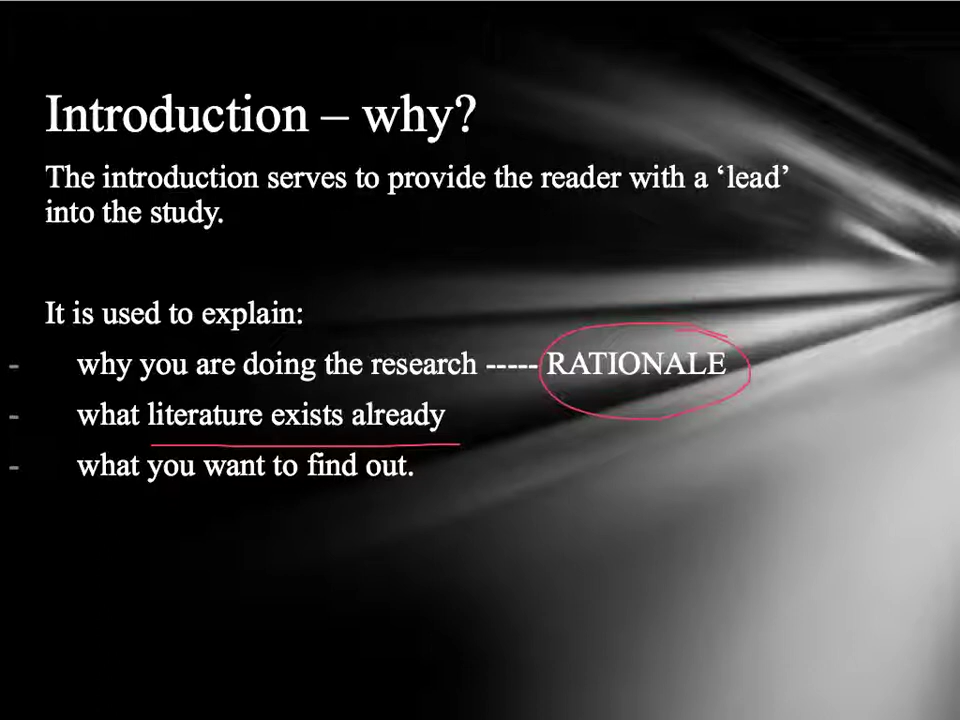 Introduction – why?
The introduction serves to provide the reader with a ‘lead’
into the study.
It is used to explain:
- why you are doing the research ----- RATIONALE
- what literature exists already
- what you want to find out.